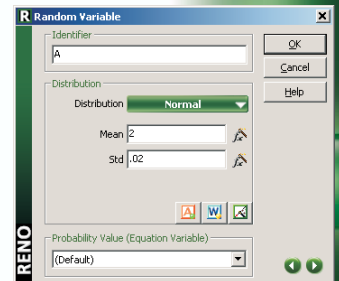 R Random Variable
Identifier
A
OK
Cancel
Help
Distribution
Distribution Normal
Mean 2
Std .02
A W
Probability Value (Equation Variable)
(Default)
RENO